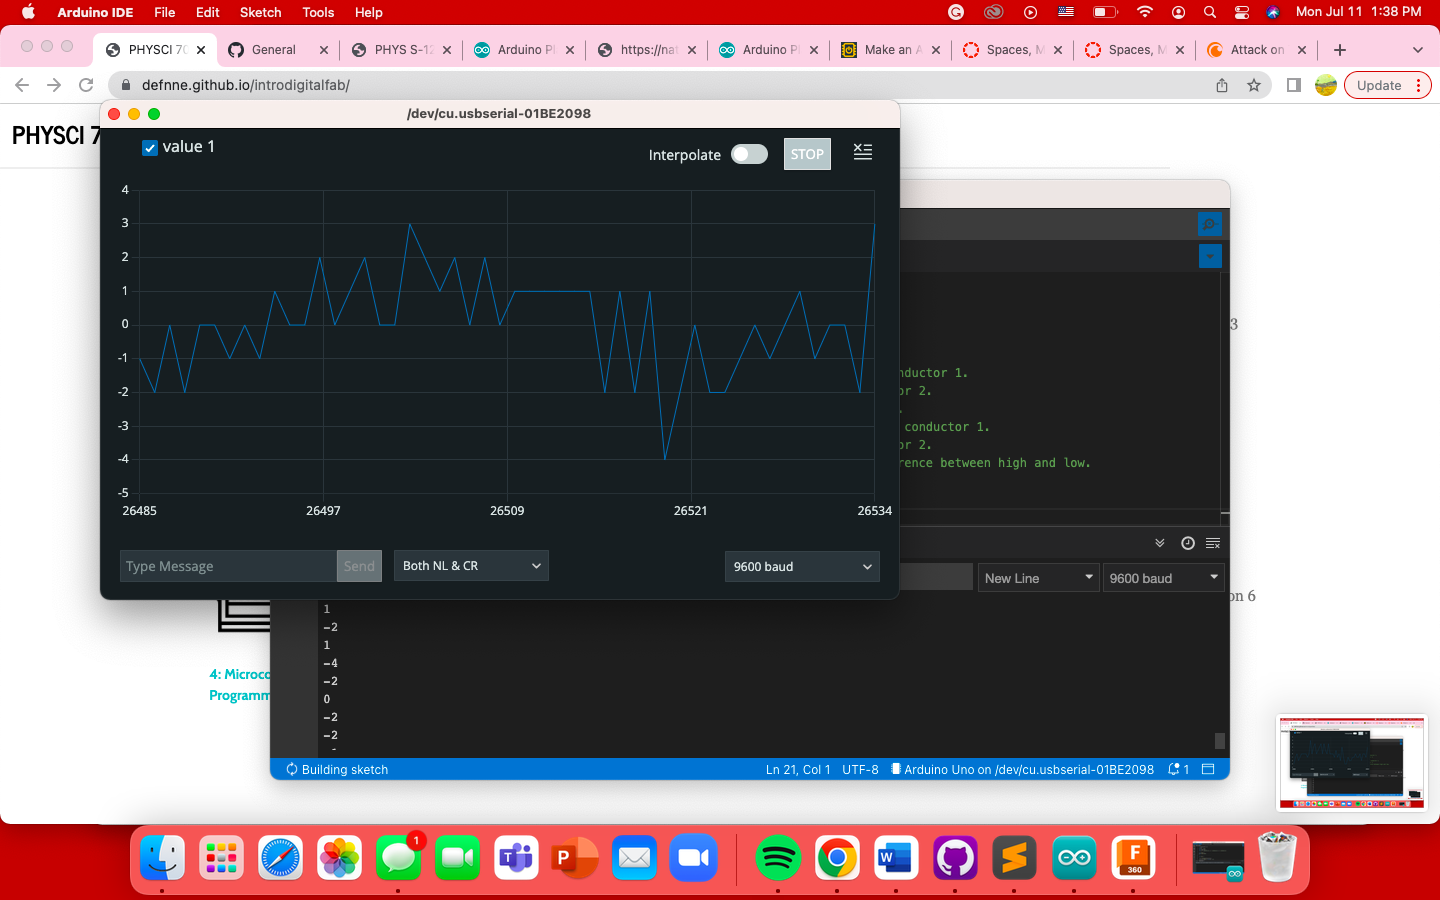 Arduino IDE File Edit Sketch Tools Help Mon Jul 11 1:38 PM
PHYSCI 70 General PHYS S-12 Arduino Pl https://nat Arduino Pl Make an A Spaces, M Spaces, M Attack on
defnne.github.io/introdigitalfab/ Update
/dev/cu.usbserial-01BE2098
PHYSCI 7
value 1
Interpolate STOP
4
3
2
1
0
-1
-2
-3
-4
-5
26485 26497 26509 26521 26534
Type Message Send Both NL & CR 9600 baud
3
nductor 1.
or 2.
.
conductor 1.
or 2.
rence between high and low.
New Line 9600 baud
on 6
1
-2
1
-4
-2
0
-2
-2
4: Microco
Programm
Building sketch Ln 21, Col 1 UTF-8 Arduino Uno on /dev/cu.usbserial-01BE2098 1
1
P
W
F
360